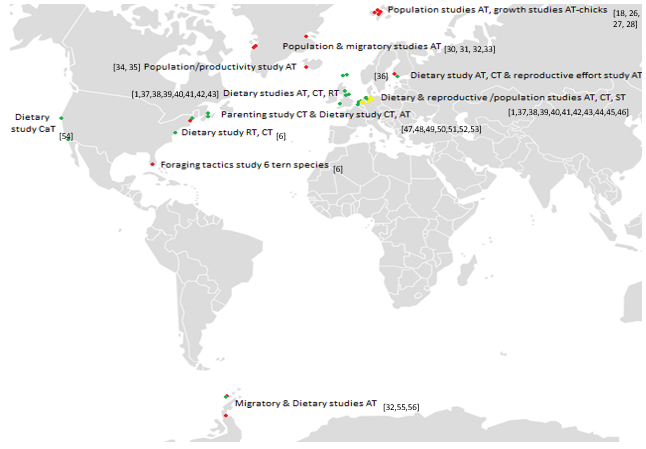 Population studies AT, growth studies AT-chicks [18, 26,
27, 28]
Population & migratory studies AT [30, 31, 32,33]
[34, 35] Population/productivity study AT
[36] Dietary study AT, CT & reproductive effort study AT
[1,37,38,39,40,41,42,43] Dietary studies AT, CT, RT
Dietary & reproductive /population studies AT, CT, ST
[1,37,38,39,40,41,42,43,44,45,46]
Parenting study CT & Dietary study CT, AT
[47,48,49,50,51,52,53]
Dietary
study CaT
[54]
Dietary study RT, CT [6]
Foraging tactics study 6 tern species [6]
Migratory & Dietary studies AT [32,55,56]